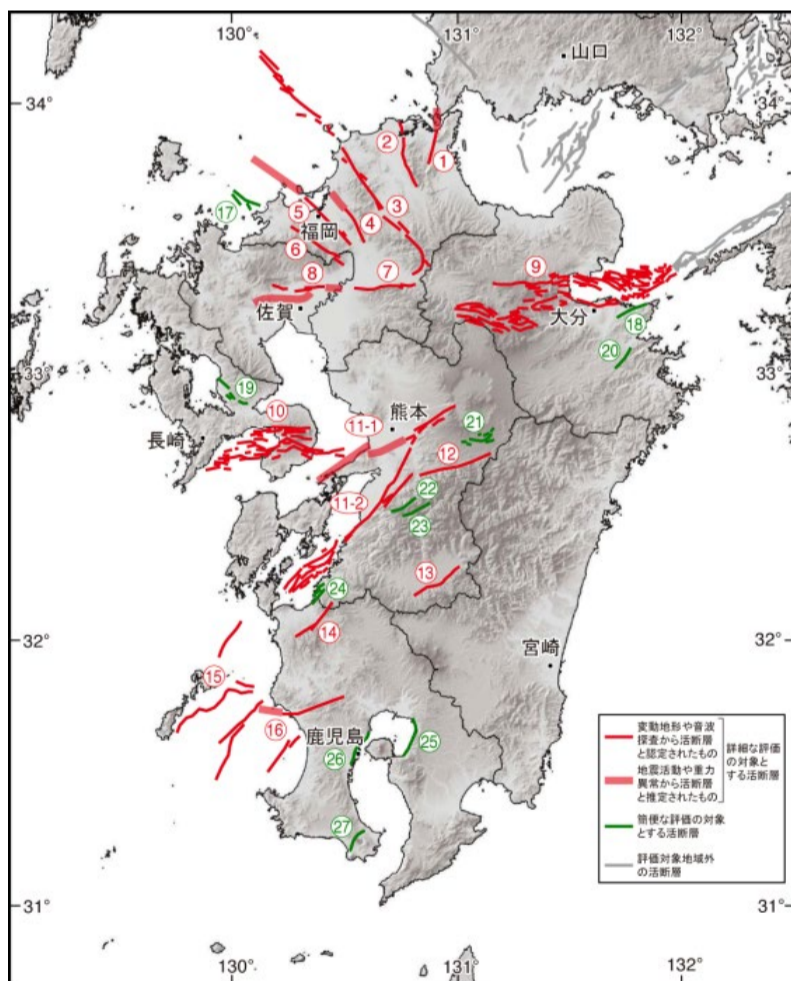 130°
131°
132°
山口
34°
34°
②
①
⑰
⑤
③
④
福岡
⑥
⑧
⑦
⑨
佐賀
大分
⑱
⑳
33°
33°
⑲
⑩
11-1
熊本
㉑
長崎
⑫
㉒
11-2
㉓
⑬
㉔
32°
32°
⑭
宮崎
⑮
⑯
鹿児島
㉖
㉕
㉗
変動地形や音波
探査から活断層
と認定されたもの
地震活動や重力
異常から活断層
と推定されたもの
詳細な評価
の対象と
する活断層
簡便な評価の対象
とする活断層
評価対象地域外
の活断層
31°
31°
130°
131°
132°